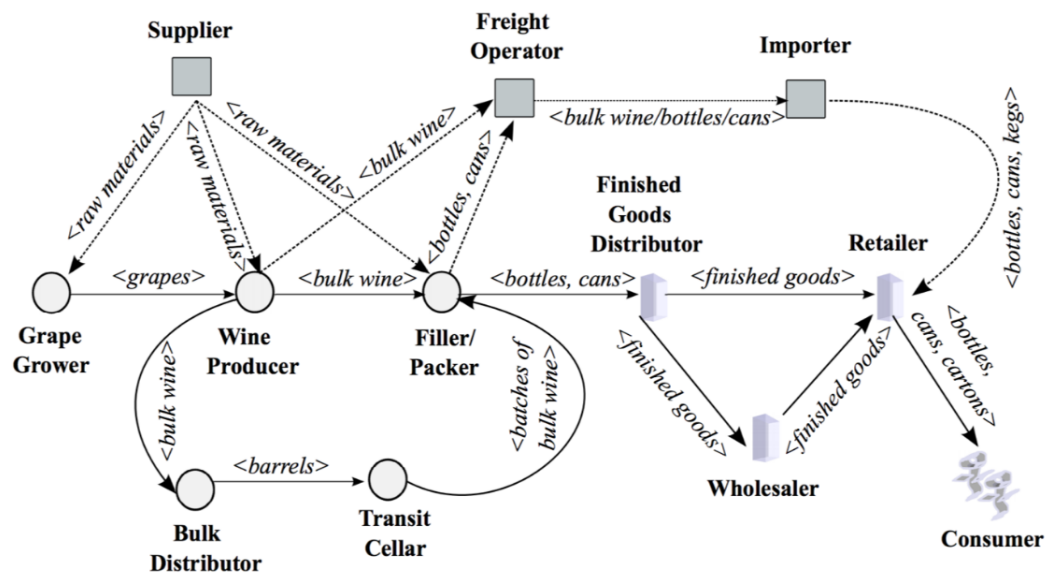 Supplier
Freight
Operator
Importer
<raw materials>
<raw materials>
<raw materials>
<bulk wine>
<bottles, cans>
<bulk wine/bottles/cans>
<bottles, cans, kegs>
Finished
Goods
Distributor
Retailer
<grapes>
<bulk wine>
<bottles, cans>
<finished goods>
Grape
Grower
Wine
Producer
Filler/
Packer
<bulk wine>
<batches of
bulk wine>
<finished goods>
<finished goods>
<bottles,
cans, cartons>
<barrels>
Wholesaler
Bulk
Distributor
Transit
Cellar
Consumer